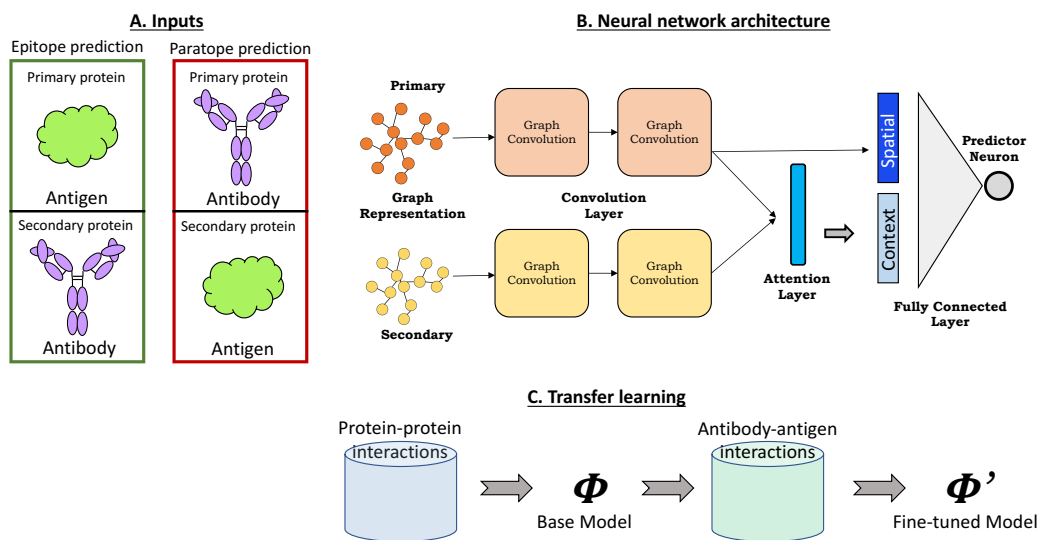 A. Inputs
Epitope prediction
Primary protein
Antigen
Secondary protein
Antibody
Paratope prediction
Primary protein
Antibody
Secondary protein
Antigen
B. Neural network architecture
Primary
Graph
Representation
Graph
Convolution
Graph
Convolution
Convolution
Layer
Secondary
Graph
Convolution
Graph
Convolution
Attention
Layer
Spatial
Context
Fully Connected
Layer
Predictor
Neuron
C. Transfer learning
Protein-protein
interactions
Φ
Base Model
Antibody-antigen
interactions
Φ’
Fine-tuned Model